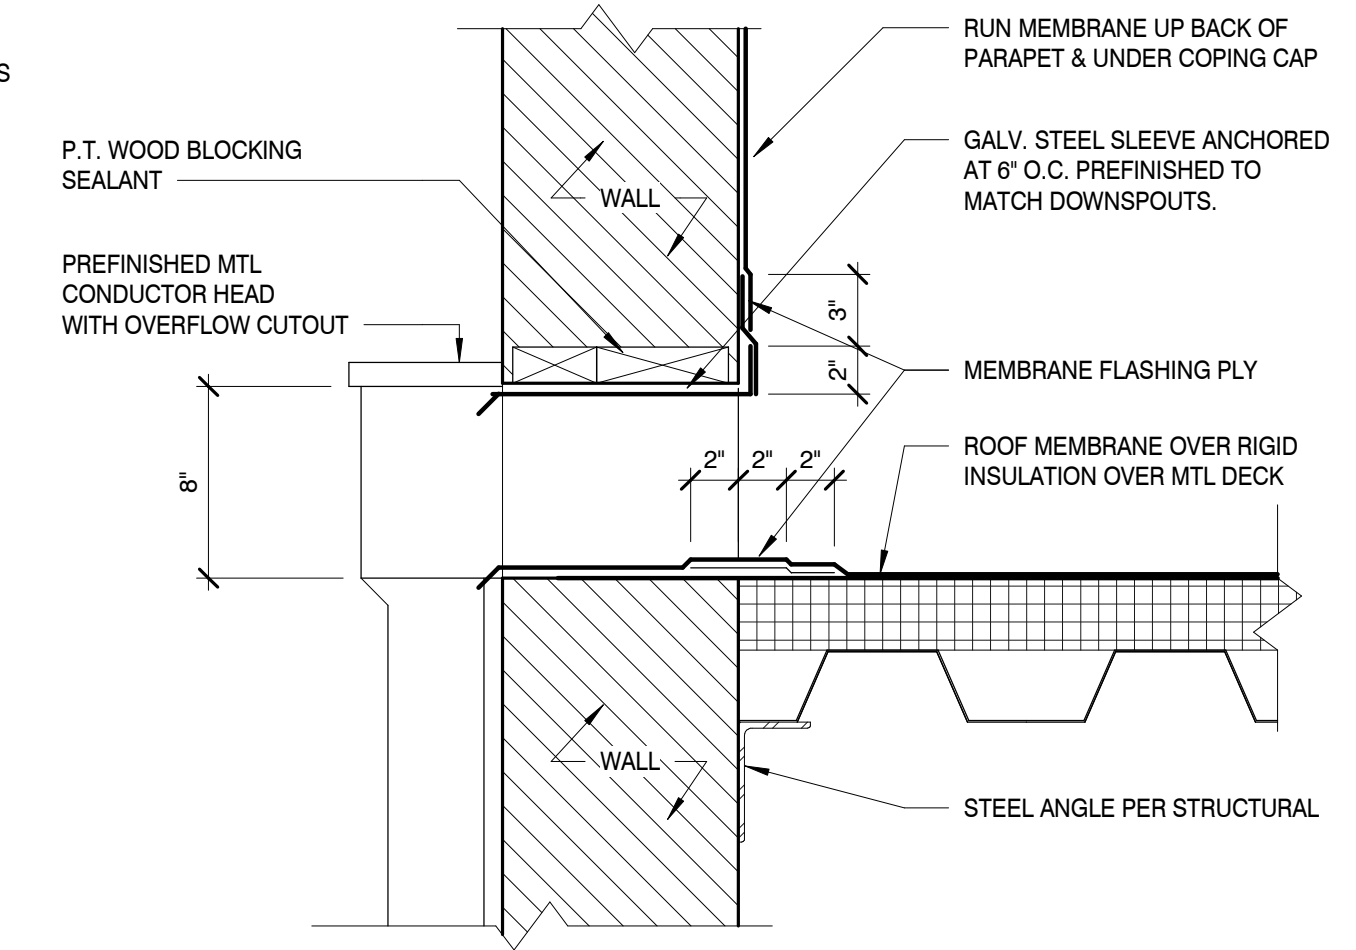 S
RUN MEMBRANE UP BACK OF
PARAPET & UNDER COPING CAP
P.T. WOOD BLOCKING
SEALANT
GALV. STEEL SLEEVE ANCHORED
AT 6" O.C. PREFINISHED TO
MATCH DOWNSPOUTS.
WALL
PREFINISHED MTL
CONDUCTOR HEAD
WITH OVERFLOW CUTOUT
3"
2"
MEMBRANE FLASHING PLY
8"
2" 2" 2"
ROOF MEMBRANE OVER RIGID
INSULATION OVER MTL DECK
WALL
STEEL ANGLE PER STRUCTURAL